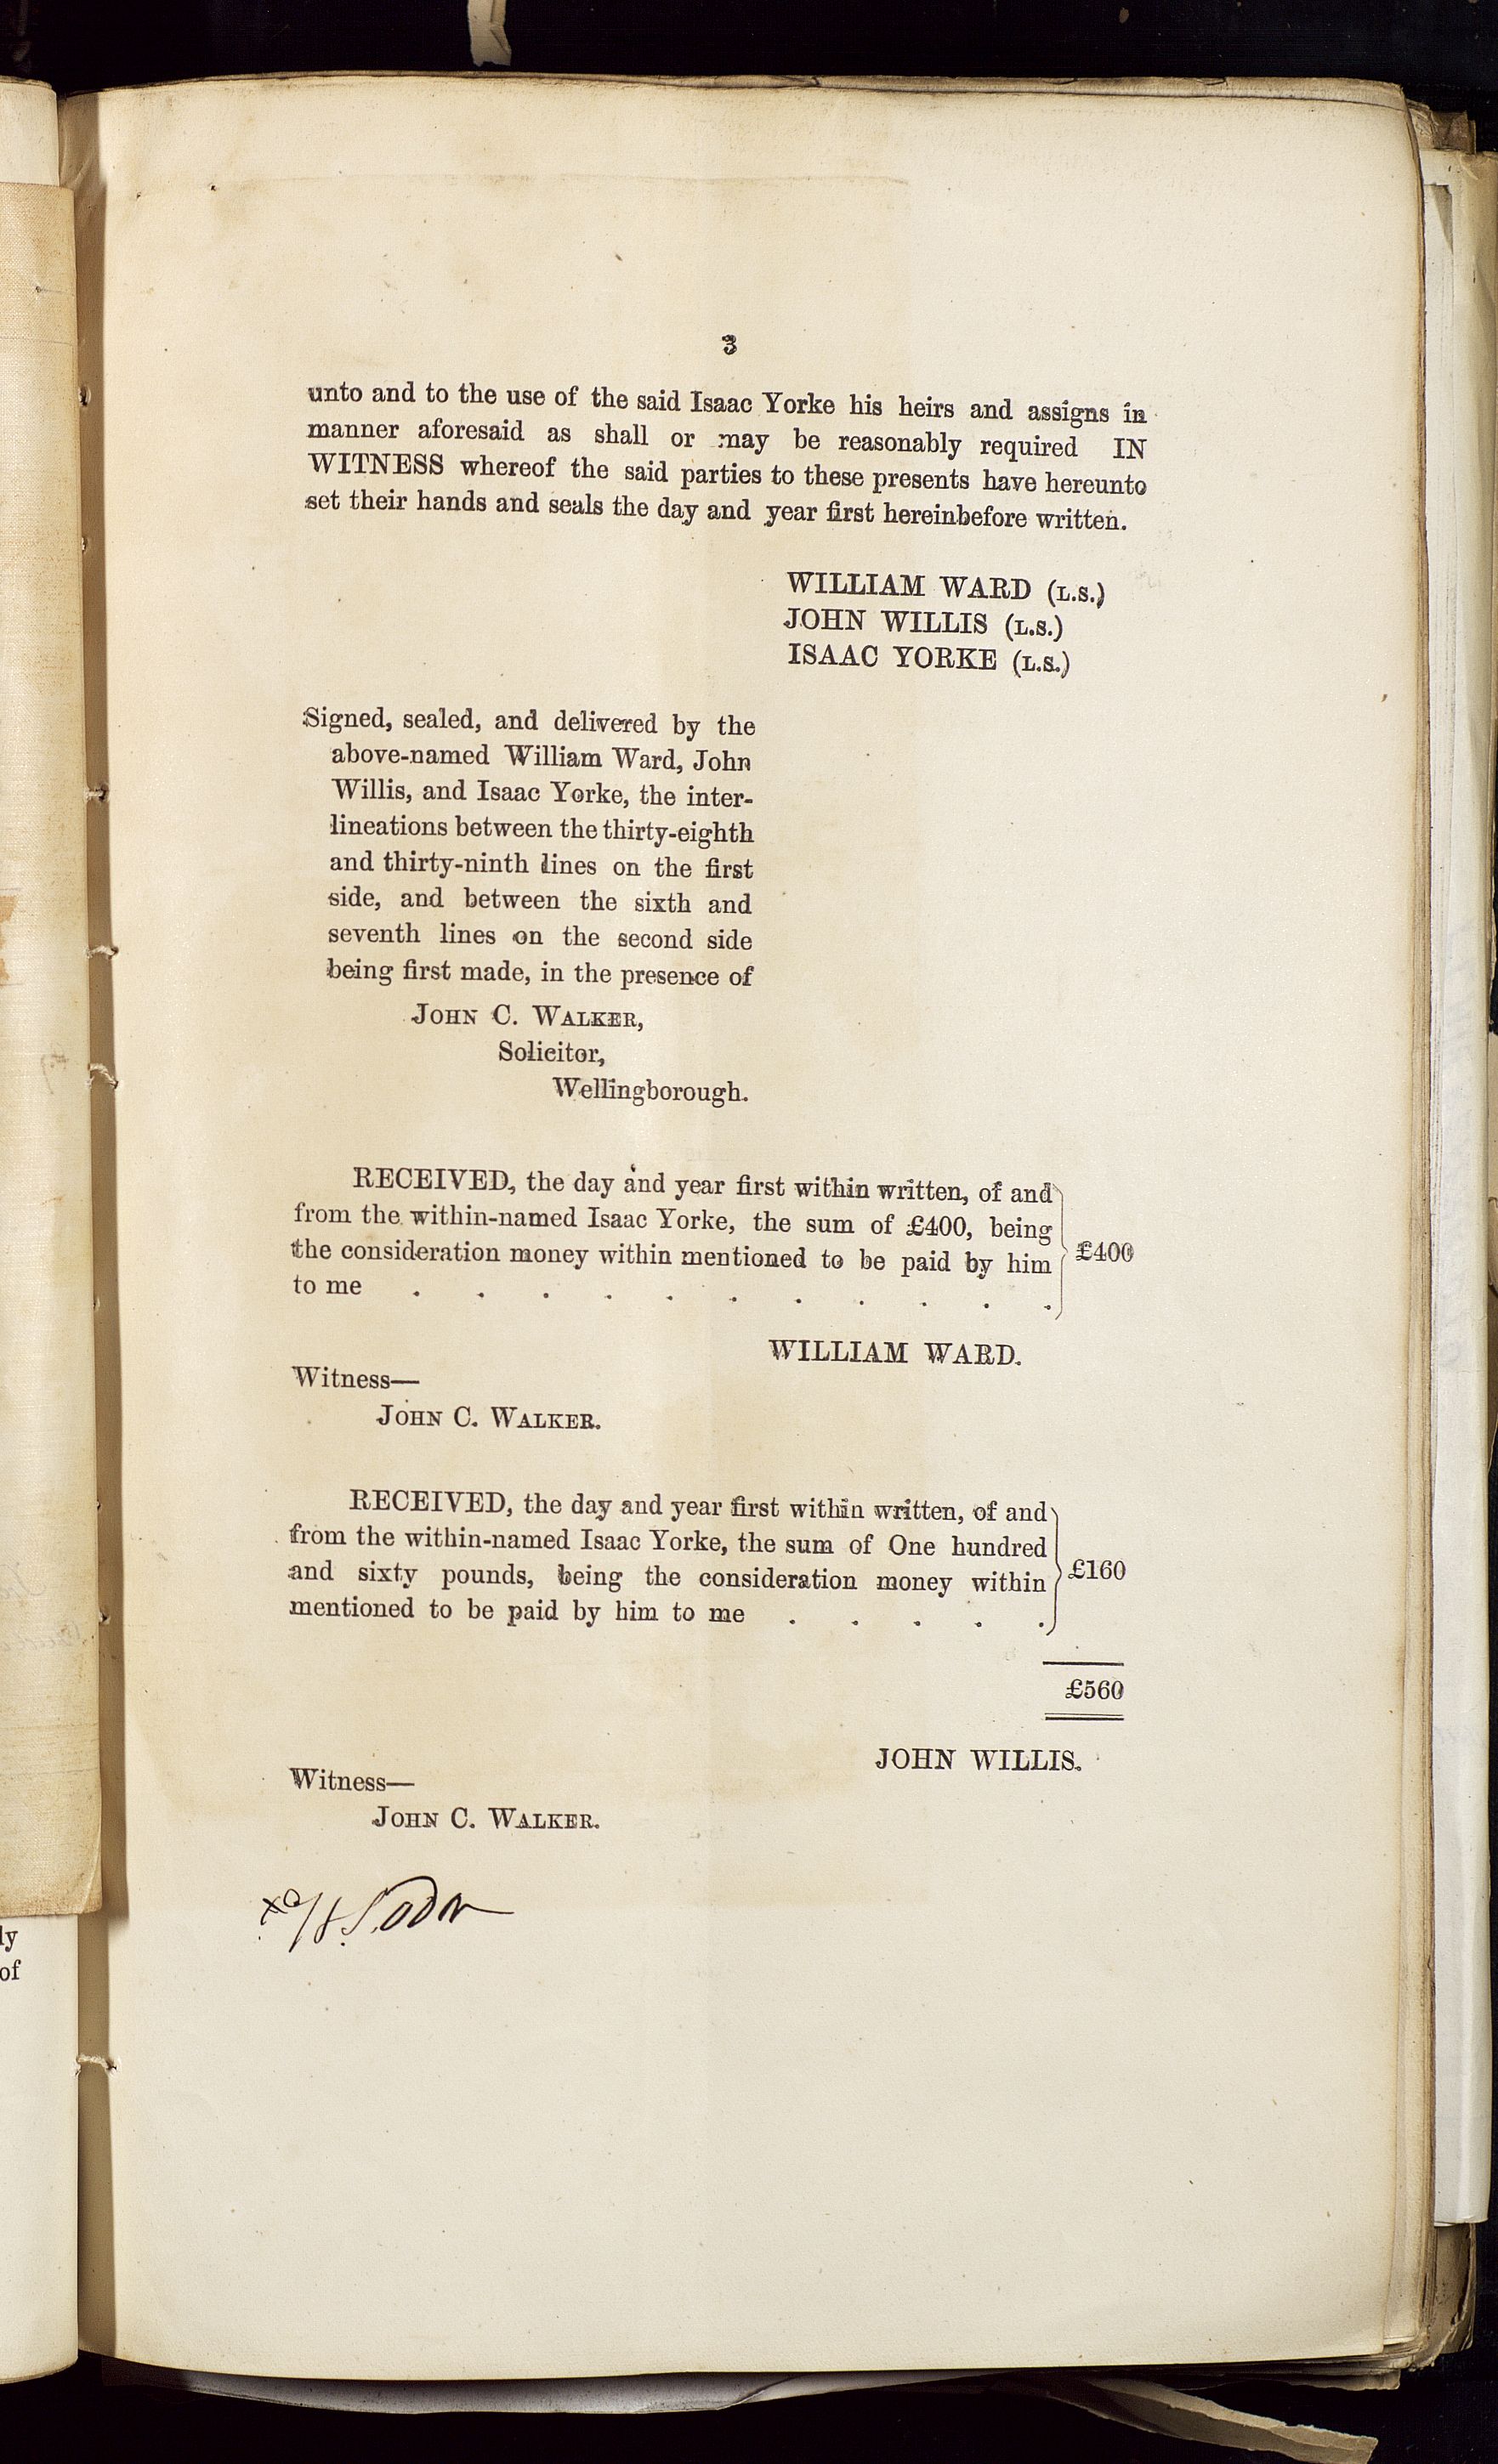 3
unto and to the use of the said Isaac Yorke his heirs and assigns in
manner aforesaid as shall or may be reasonably required IN
WITNESS whereof the said parties to these presents have hereunto
set their hands and seals the day and year first hereinbefore written.
WILLIAM WARD (L.S.)
JOHN WILLIS (L.S.)
ISAAC YORKE (L.S.)
Signed, sealed, and delivered by the
above-named William Ward, John
Willis, and Isaac Yorke, the inter-
lineations between the thirty-eighth
and thirty-ninth lines on the first
side, and between the sixth and
seventh lines on the second side
being first made, in the presence of
JOHN C. WALKER,
Solicitor,
Wellingborough.
RECEIVED, the day and year first within written, of and
from the within-named Isaac Yorke, the sum of £400, being
the consideration money within mentioned to be paid by him
to me . . . . . . . . . . .
£400
WILLIAM WARD.
Witness—
JOHN C. WALKER.
RECEIVED, the day and year first within written, of and
from the within-named Isaac Yorke, the sum of One hundred
and sixty pounds, being the consideration money within
mentioned to be paid by him to me . . . . .
£160
£560
JOHN WILLIS.
Witness—
JOHN C. WALKER.
ly
of